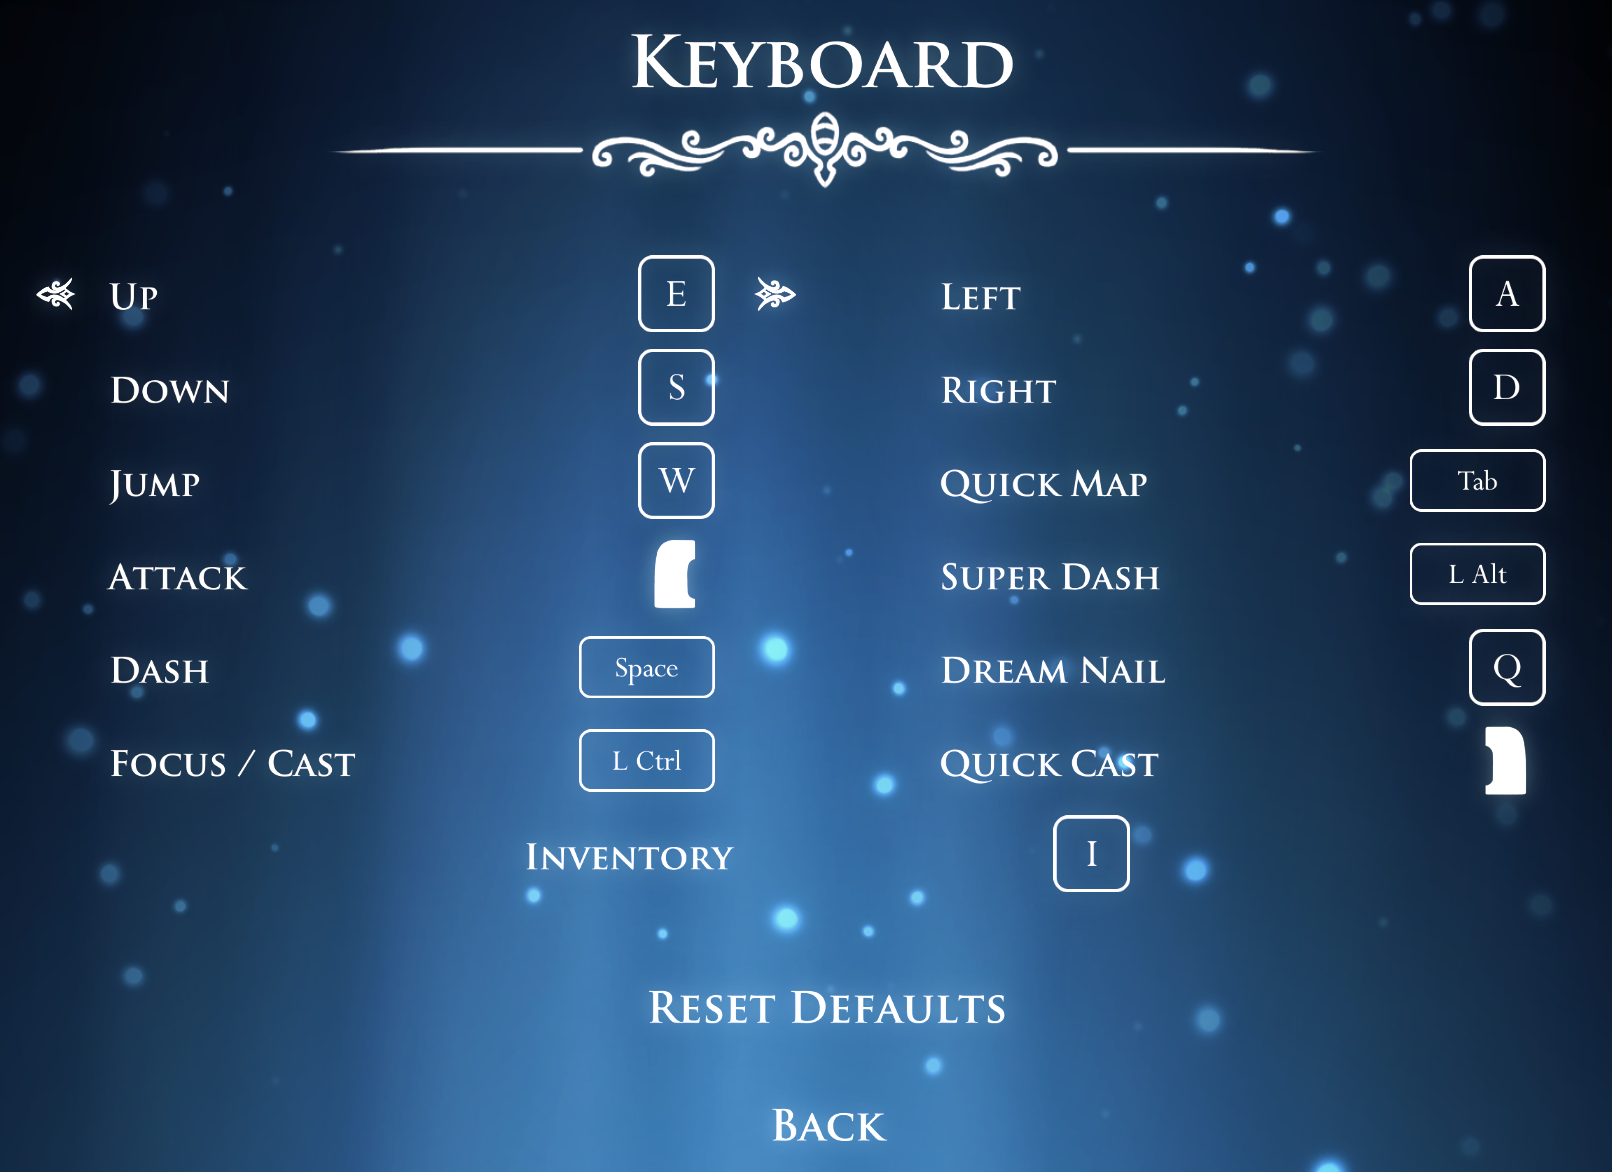 KEYBOARD
UP E LEFT A
DOWN S RIGHT D
JUMP W QUICK MAP Tab
ATTACK SUPER DASH L Alt
DASH Space DREAM NAIL Q
FOCUS / CAST L Ctrl QUICK CAST
INVENTORY I
RESET DEFAULTS
BACK